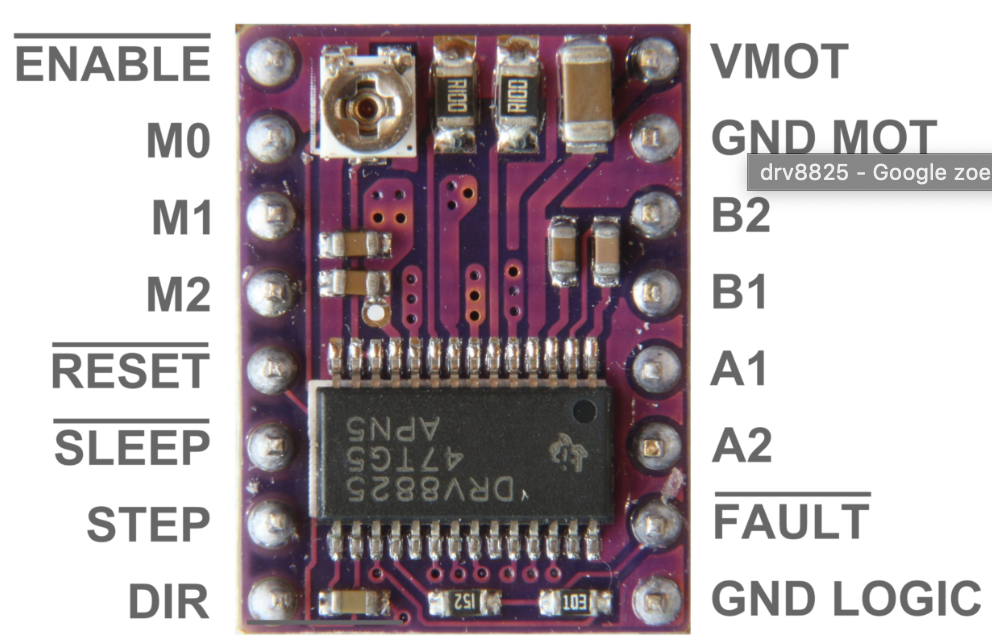 ENABLE
M0
M1
M2
RESET
SLEEP
STEP
DIR
R100
R100
DRV8825
47TG5
APN5
ti
152
E01
VMOT
GND MOT
drv8825 - Google zoe
B2
B1
A1
A2
FAULT
GND LOGIC